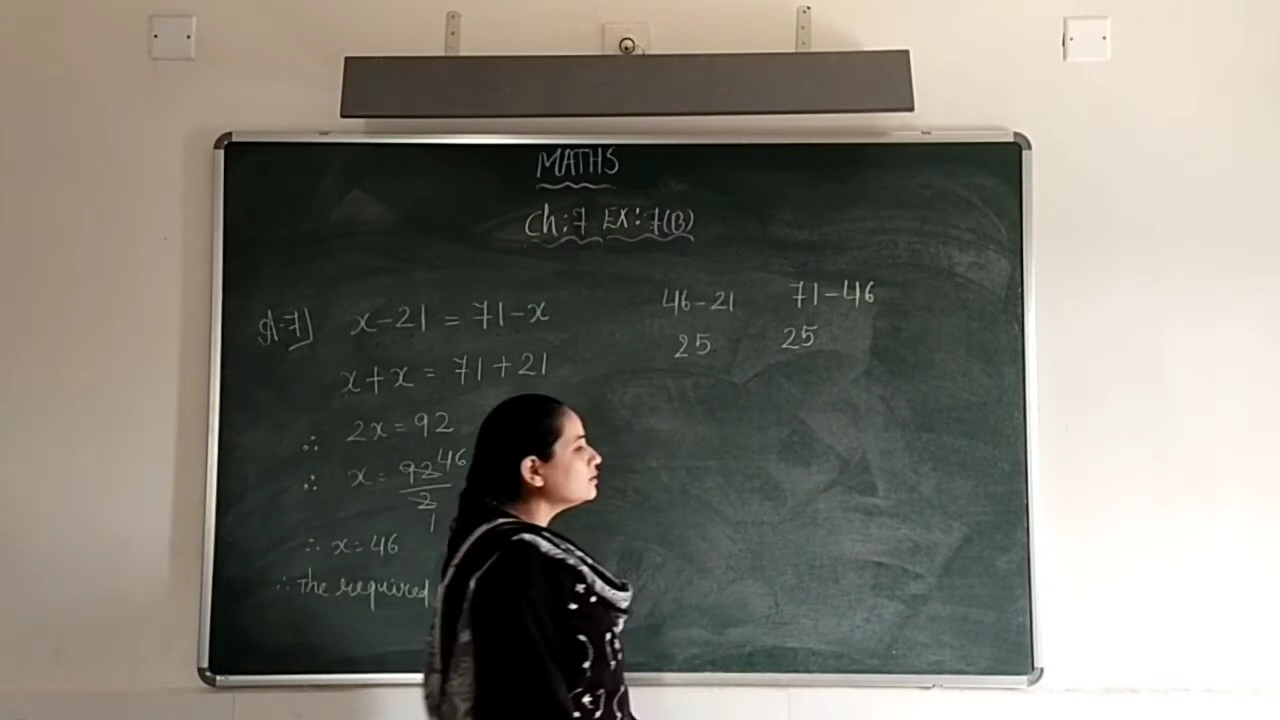 MATHS
Ch:7 EX:7(B)
A-7] x-21 = 71-x
x+x = 71+21
∴ 2x = 92
∴ x = 92/2 46 1
∴ x = 46
∴ The required
46-21 71-46
25 25